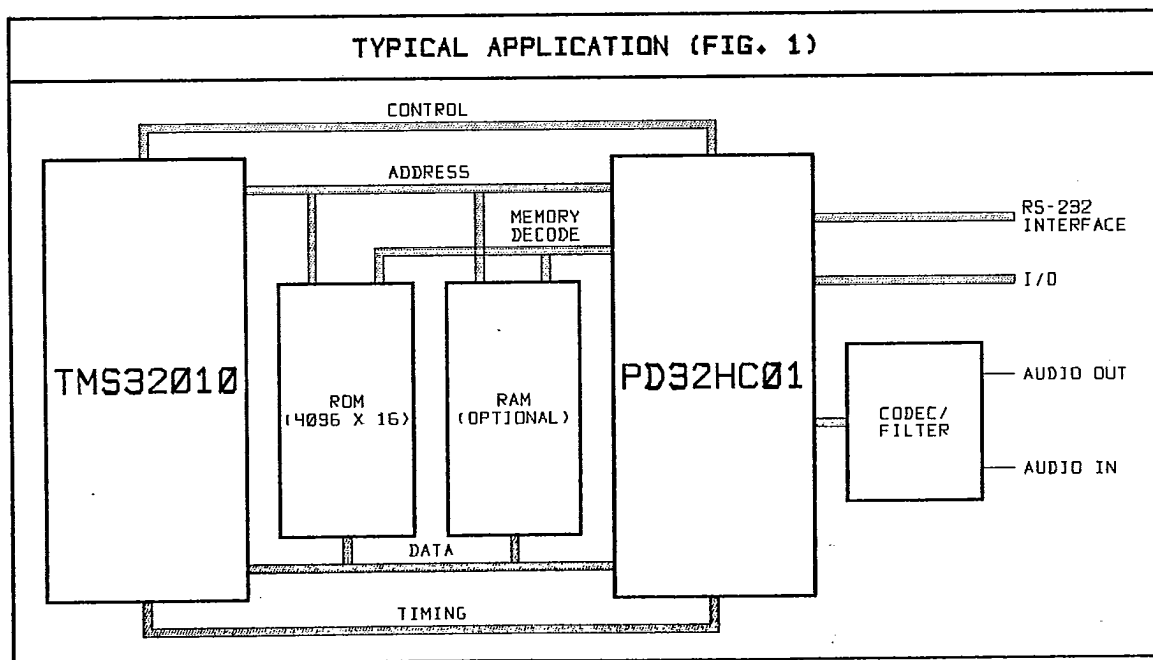 TYPICAL APPLICATION (FIG. 1)
CONTROL
ADDRESS
MEMORY
DECODE
RS-232
INTERFACE
I/O
TMS32010
ROM
(4096 X 16)
RAM
(OPTIONAL)
PD32HC01
CODEC/
FILTER
AUDIO OUT
AUDIO IN
DATA
TIMING